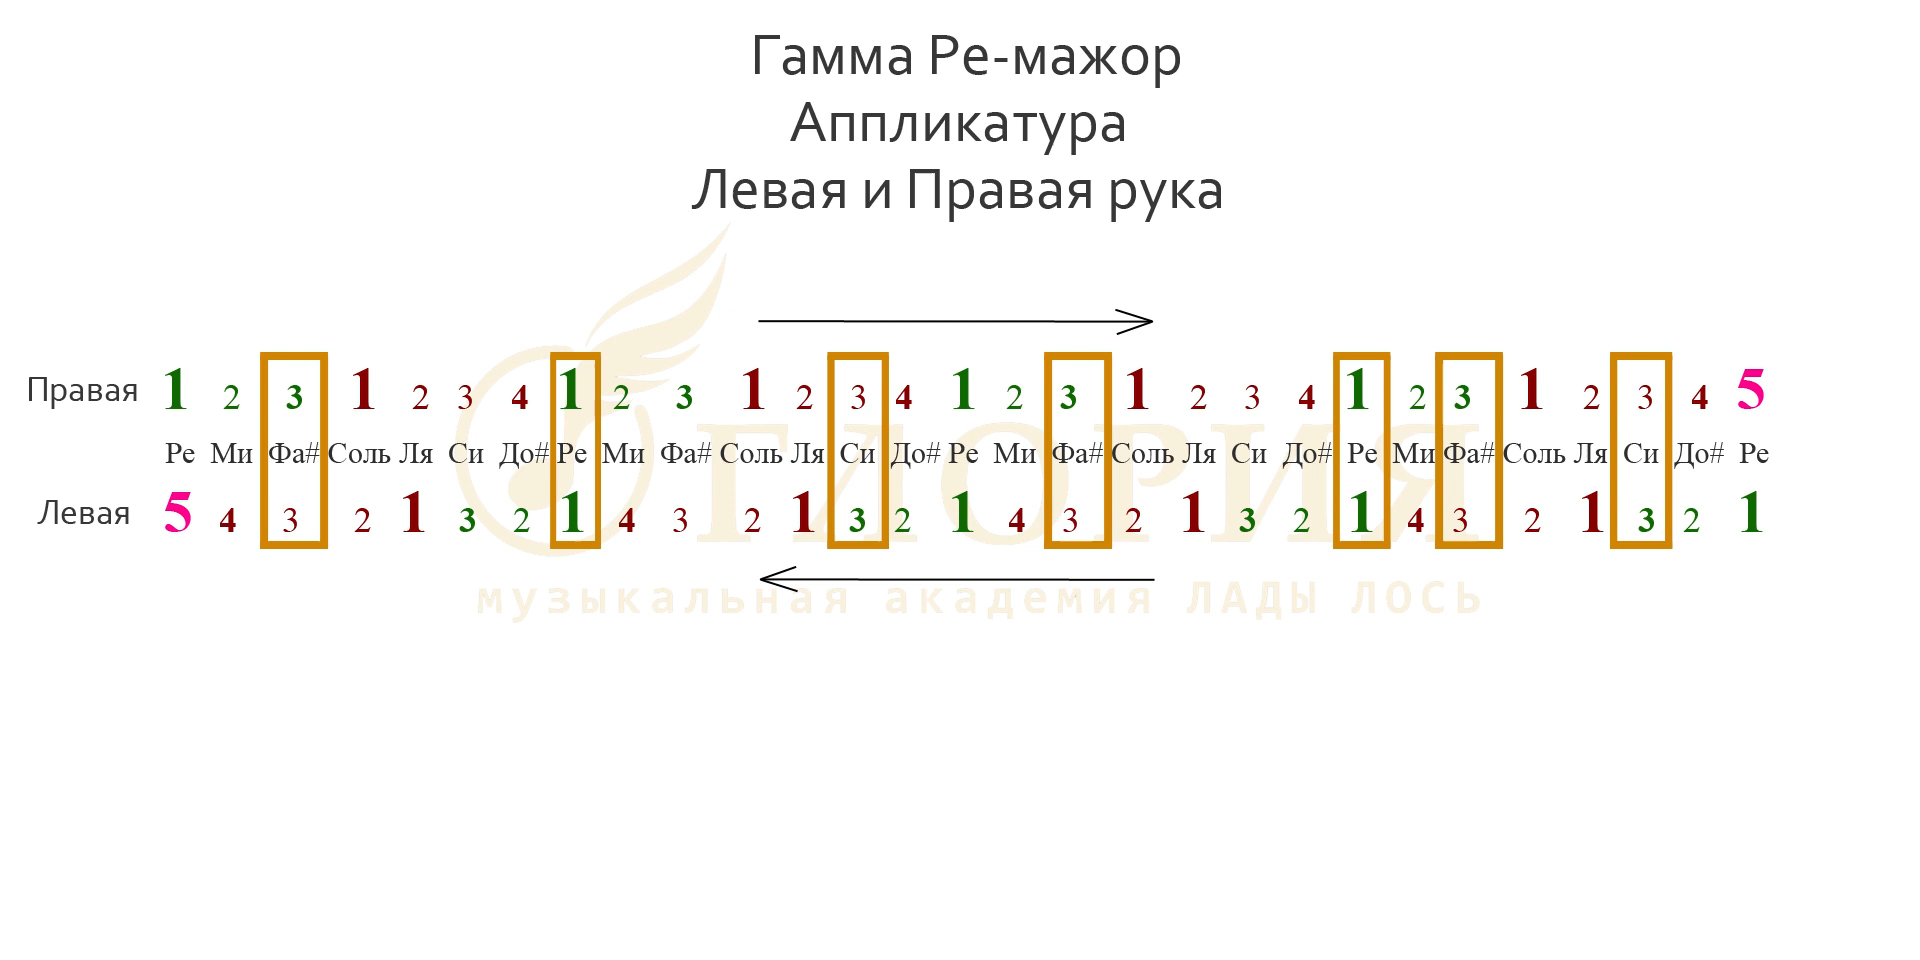 Гамма Ре-мажор
Аппликатура
Левая и Правая рука
Правая 1 2 3 1 2 3 4 1 2 3 1 2 3 4 1 2 3 1 2 3 4 1 2 3 1 2 3 4 5
Ре Ми Фа# Соль Ля Си До# Ре Ми Фа# Соль Ля Си До# Ре Ми Фа# Соль Ля Си До# Ре Ми Фа# Соль Ля Си До# Ре
ГЛОРИЯ
Левая 5 4 3 2 1 3 2 1 4 3 2 1 3 2 1 4 3 2 1 3 2 1 4 3 2 1 3 2 1
музыкальная академия ЛАДЫ ЛОСЬ